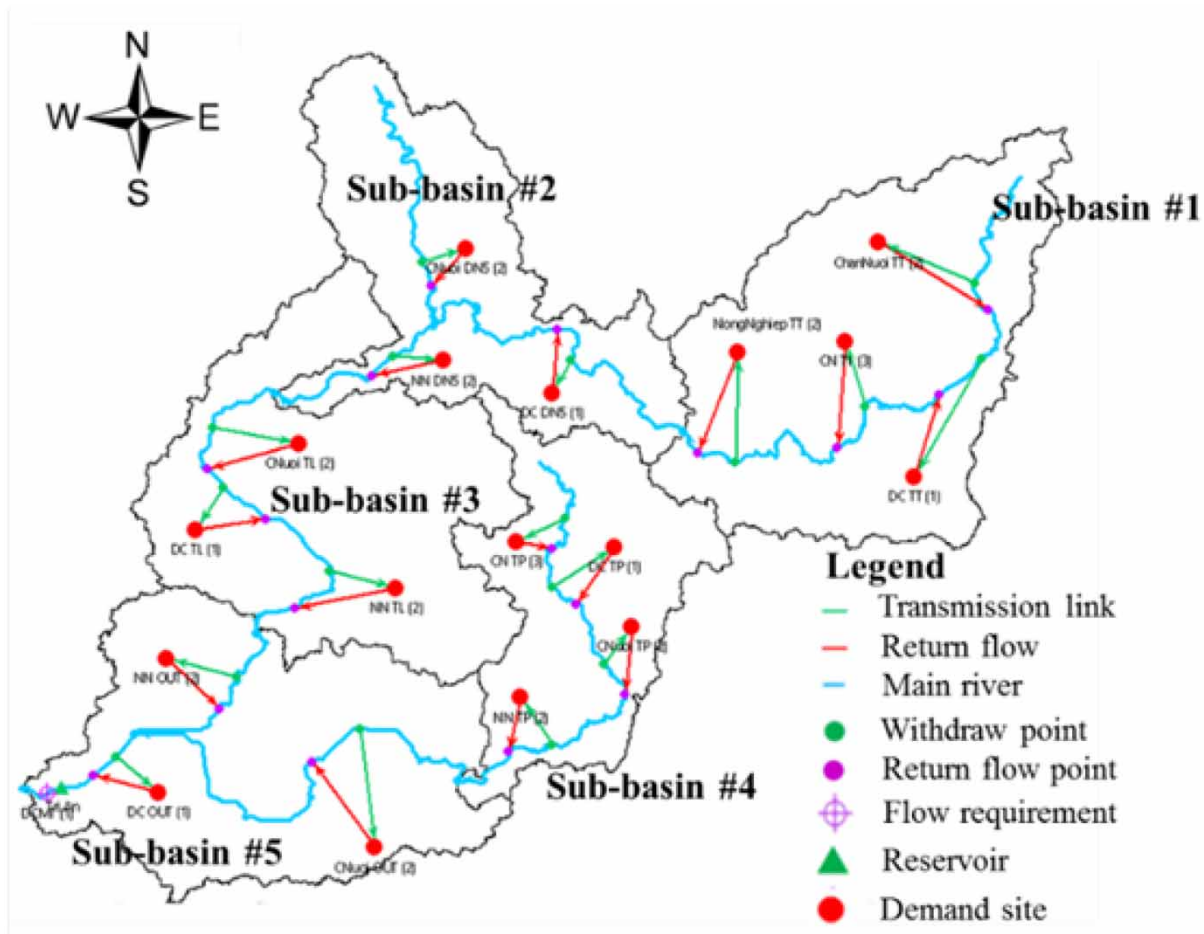 N
W
E
S
Sub-basin #2
Sub-basin #1
ChanNuoi TT (2)
CNuoi DNS (2)
NongNghiep TT (2)
CN TT (3)
NN DNS (2)
DC DNS (1)
CNuoi TL (2)
DC TT (1)
Sub-basin #3
DC TL (1)
CN TP (3)
DC TP (1)
NN TL (2)
CNuoi TP (2)
NN OUT (2)
NN TP (2)
Sub-basin #4
DC OUT (1)
Sub-basin #5
CNuoi OUT (2)
Legend
Transmission link
Return flow
Main river
Withdraw point
Return flow point
Flow requirement
Reservoir
Demand site